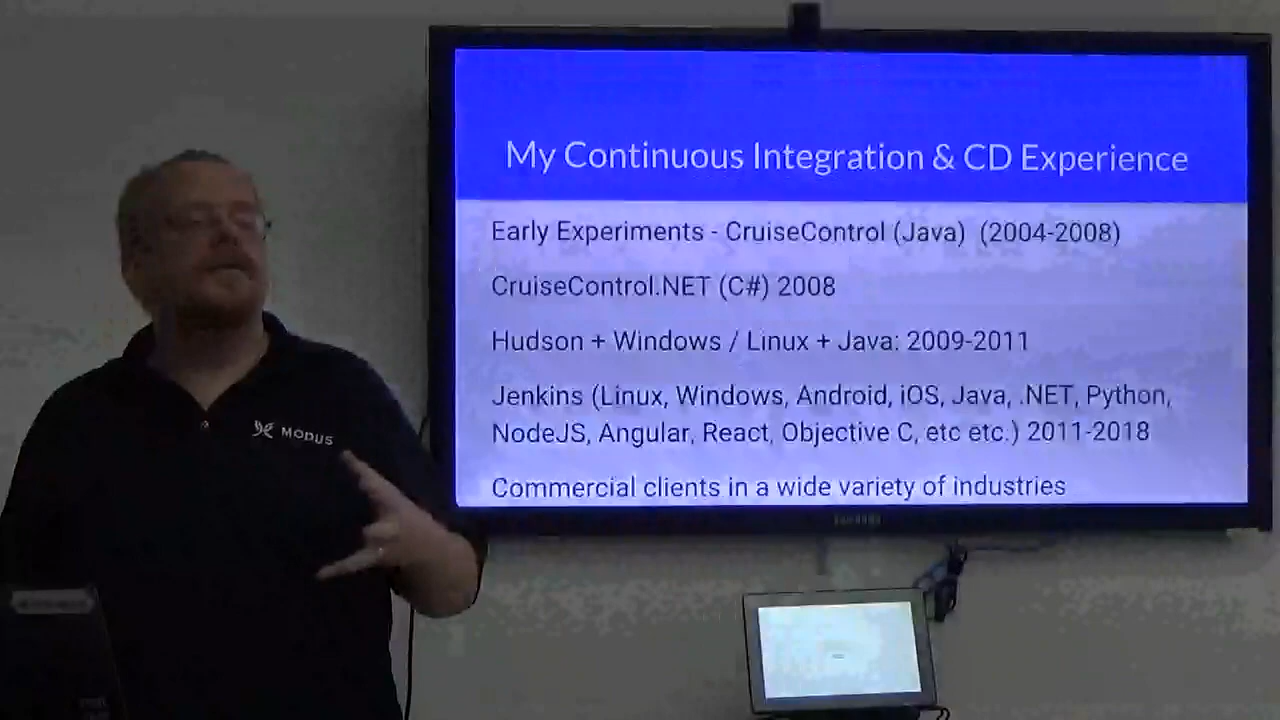 My Continuous Integration & CD Experience
Early Experiments - CruiseControl (Java) (2004-2008)
CruiseControl.NET (C#) 2008
Hudson + Windows / Linux + Java: 2009-2011
Jenkins (Linux, Windows, Android, iOS, Java, .NET, Python,
NodeJS, Angular, React, Objective C, etc etc.) 2011-2018
Commercial clients in a wide variety of industries
MODUS
SAMSUNG